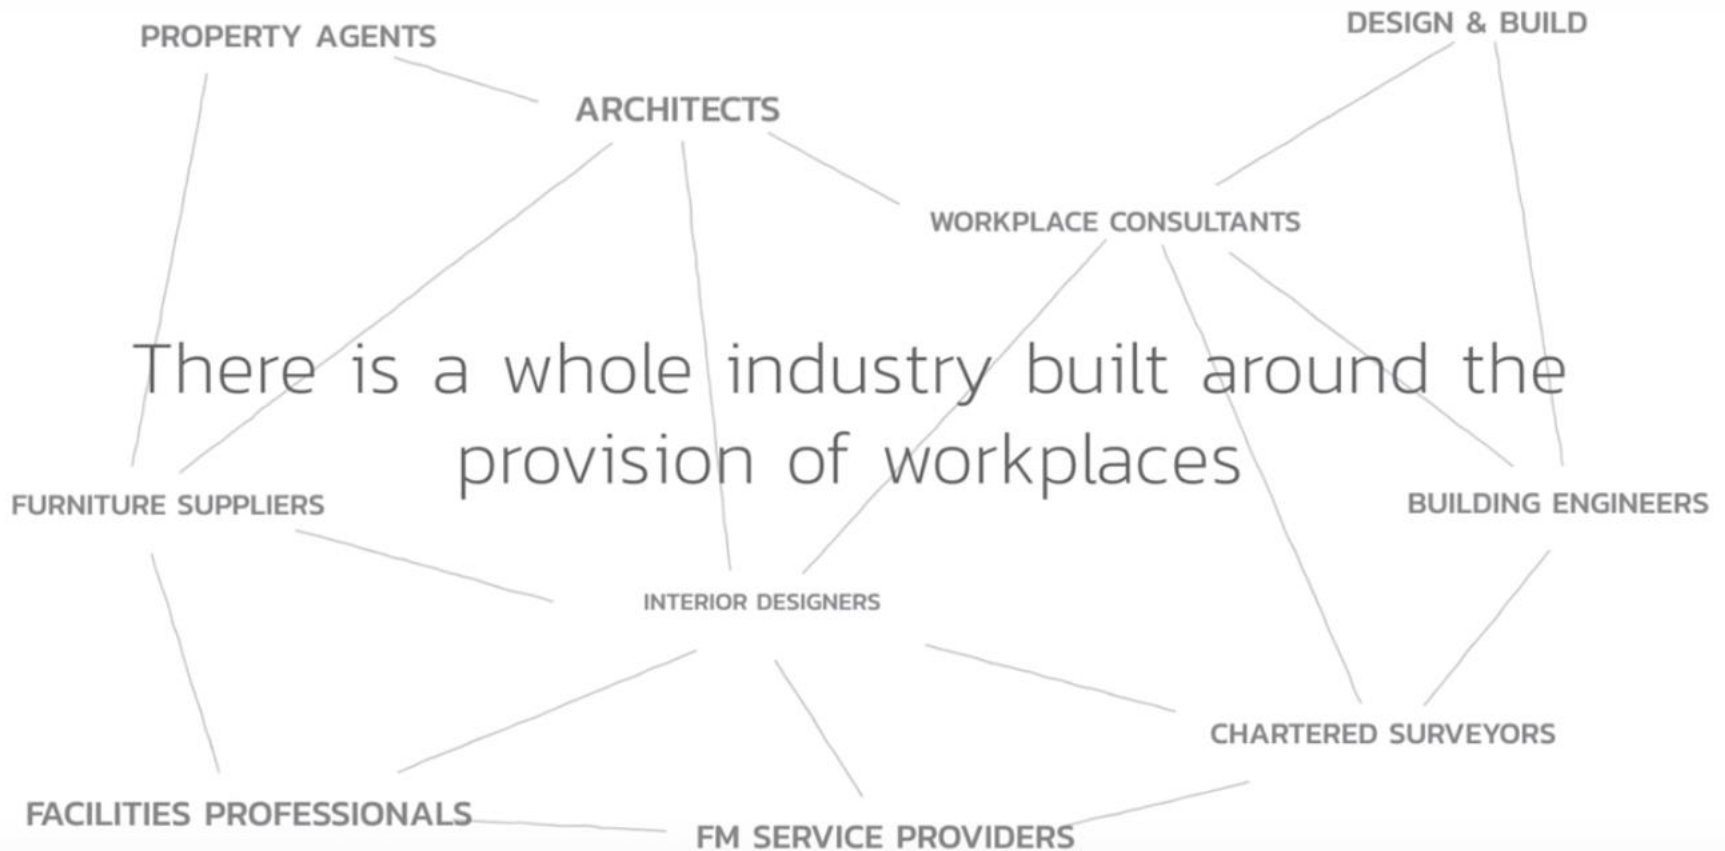 PROPERTY AGENTS
DESIGN & BUILD
ARCHITECTS
WORKPLACE CONSULTANTS
There is a whole industry built around the
provision of workplaces
FURNITURE SUPPLIERS
BUILDING ENGINEERS
INTERIOR DESIGNERS
CHARTERED SURVEYORS
FACILITIES PROFESSIONALS
FM SERVICE PROVIDERS